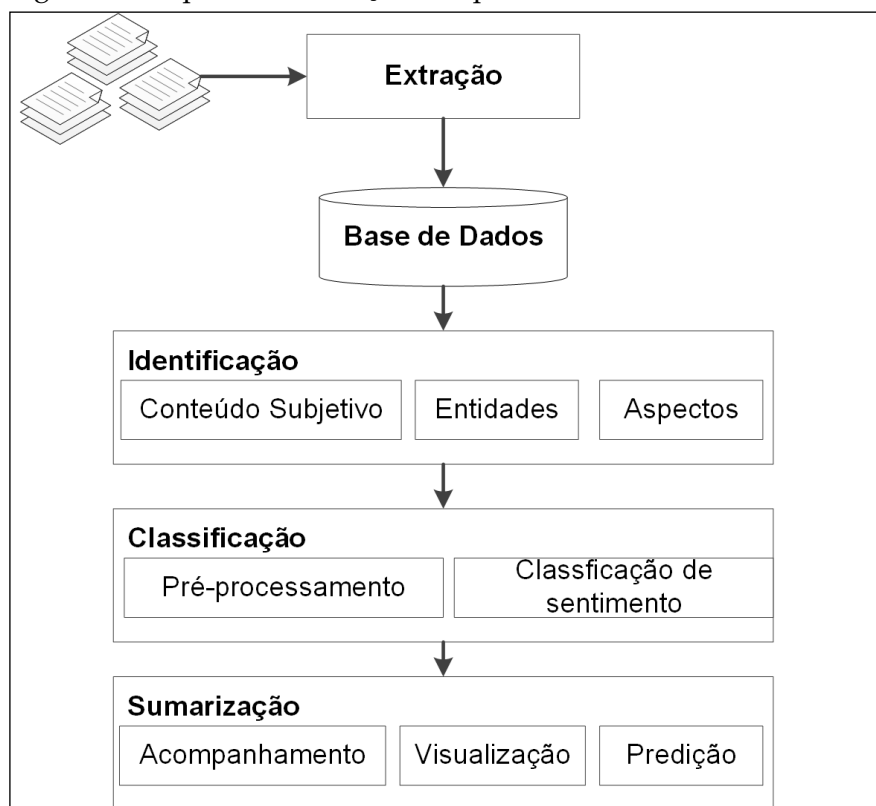 Extração
Base de Dados
Identificação
Conteúdo Subjetivo
Entidades
Aspectos
Classificação
Pré-processamento
Classficação de
sentimento
Sumarização
Acompanhamento
Visualização
Predição